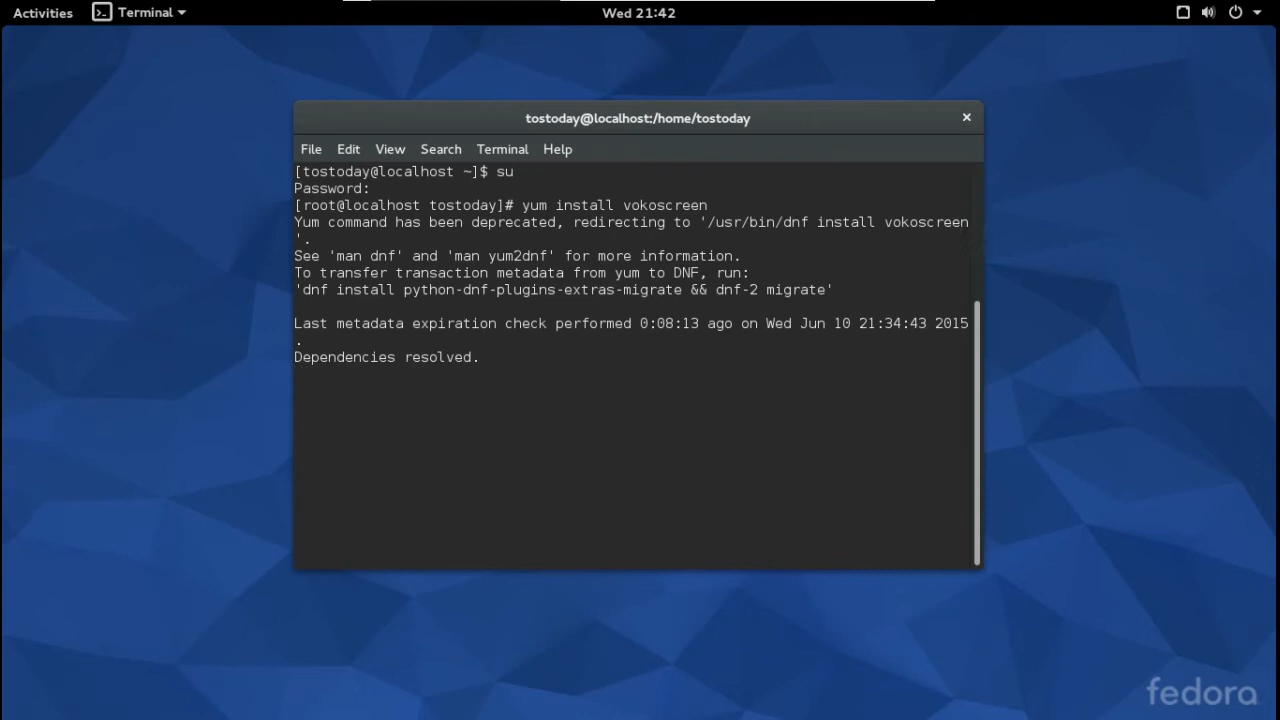 Activities Terminal Wed 21:42
tostoday@localhost:/home/tostoday
File Edit View Search Terminal Help
[tostoday@localhost ~]$ su
Password:
[root@localhost tostoday]# yum install vokoscreen
Yum command has been deprecated, redirecting to '/usr/bin/dnf install vokoscreen
'.
See 'man dnf' and 'man yum2dnf' for more information.
To transfer transaction metadata from yum to DNF, run:
'dnf install python-dnf-plugins-extras-migrate && dnf-2 migrate'
Last metadata expiration check performed 0:08:13 ago on Wed Jun 10 21:34:43 2015
.
Dependencies resolved.
fedora